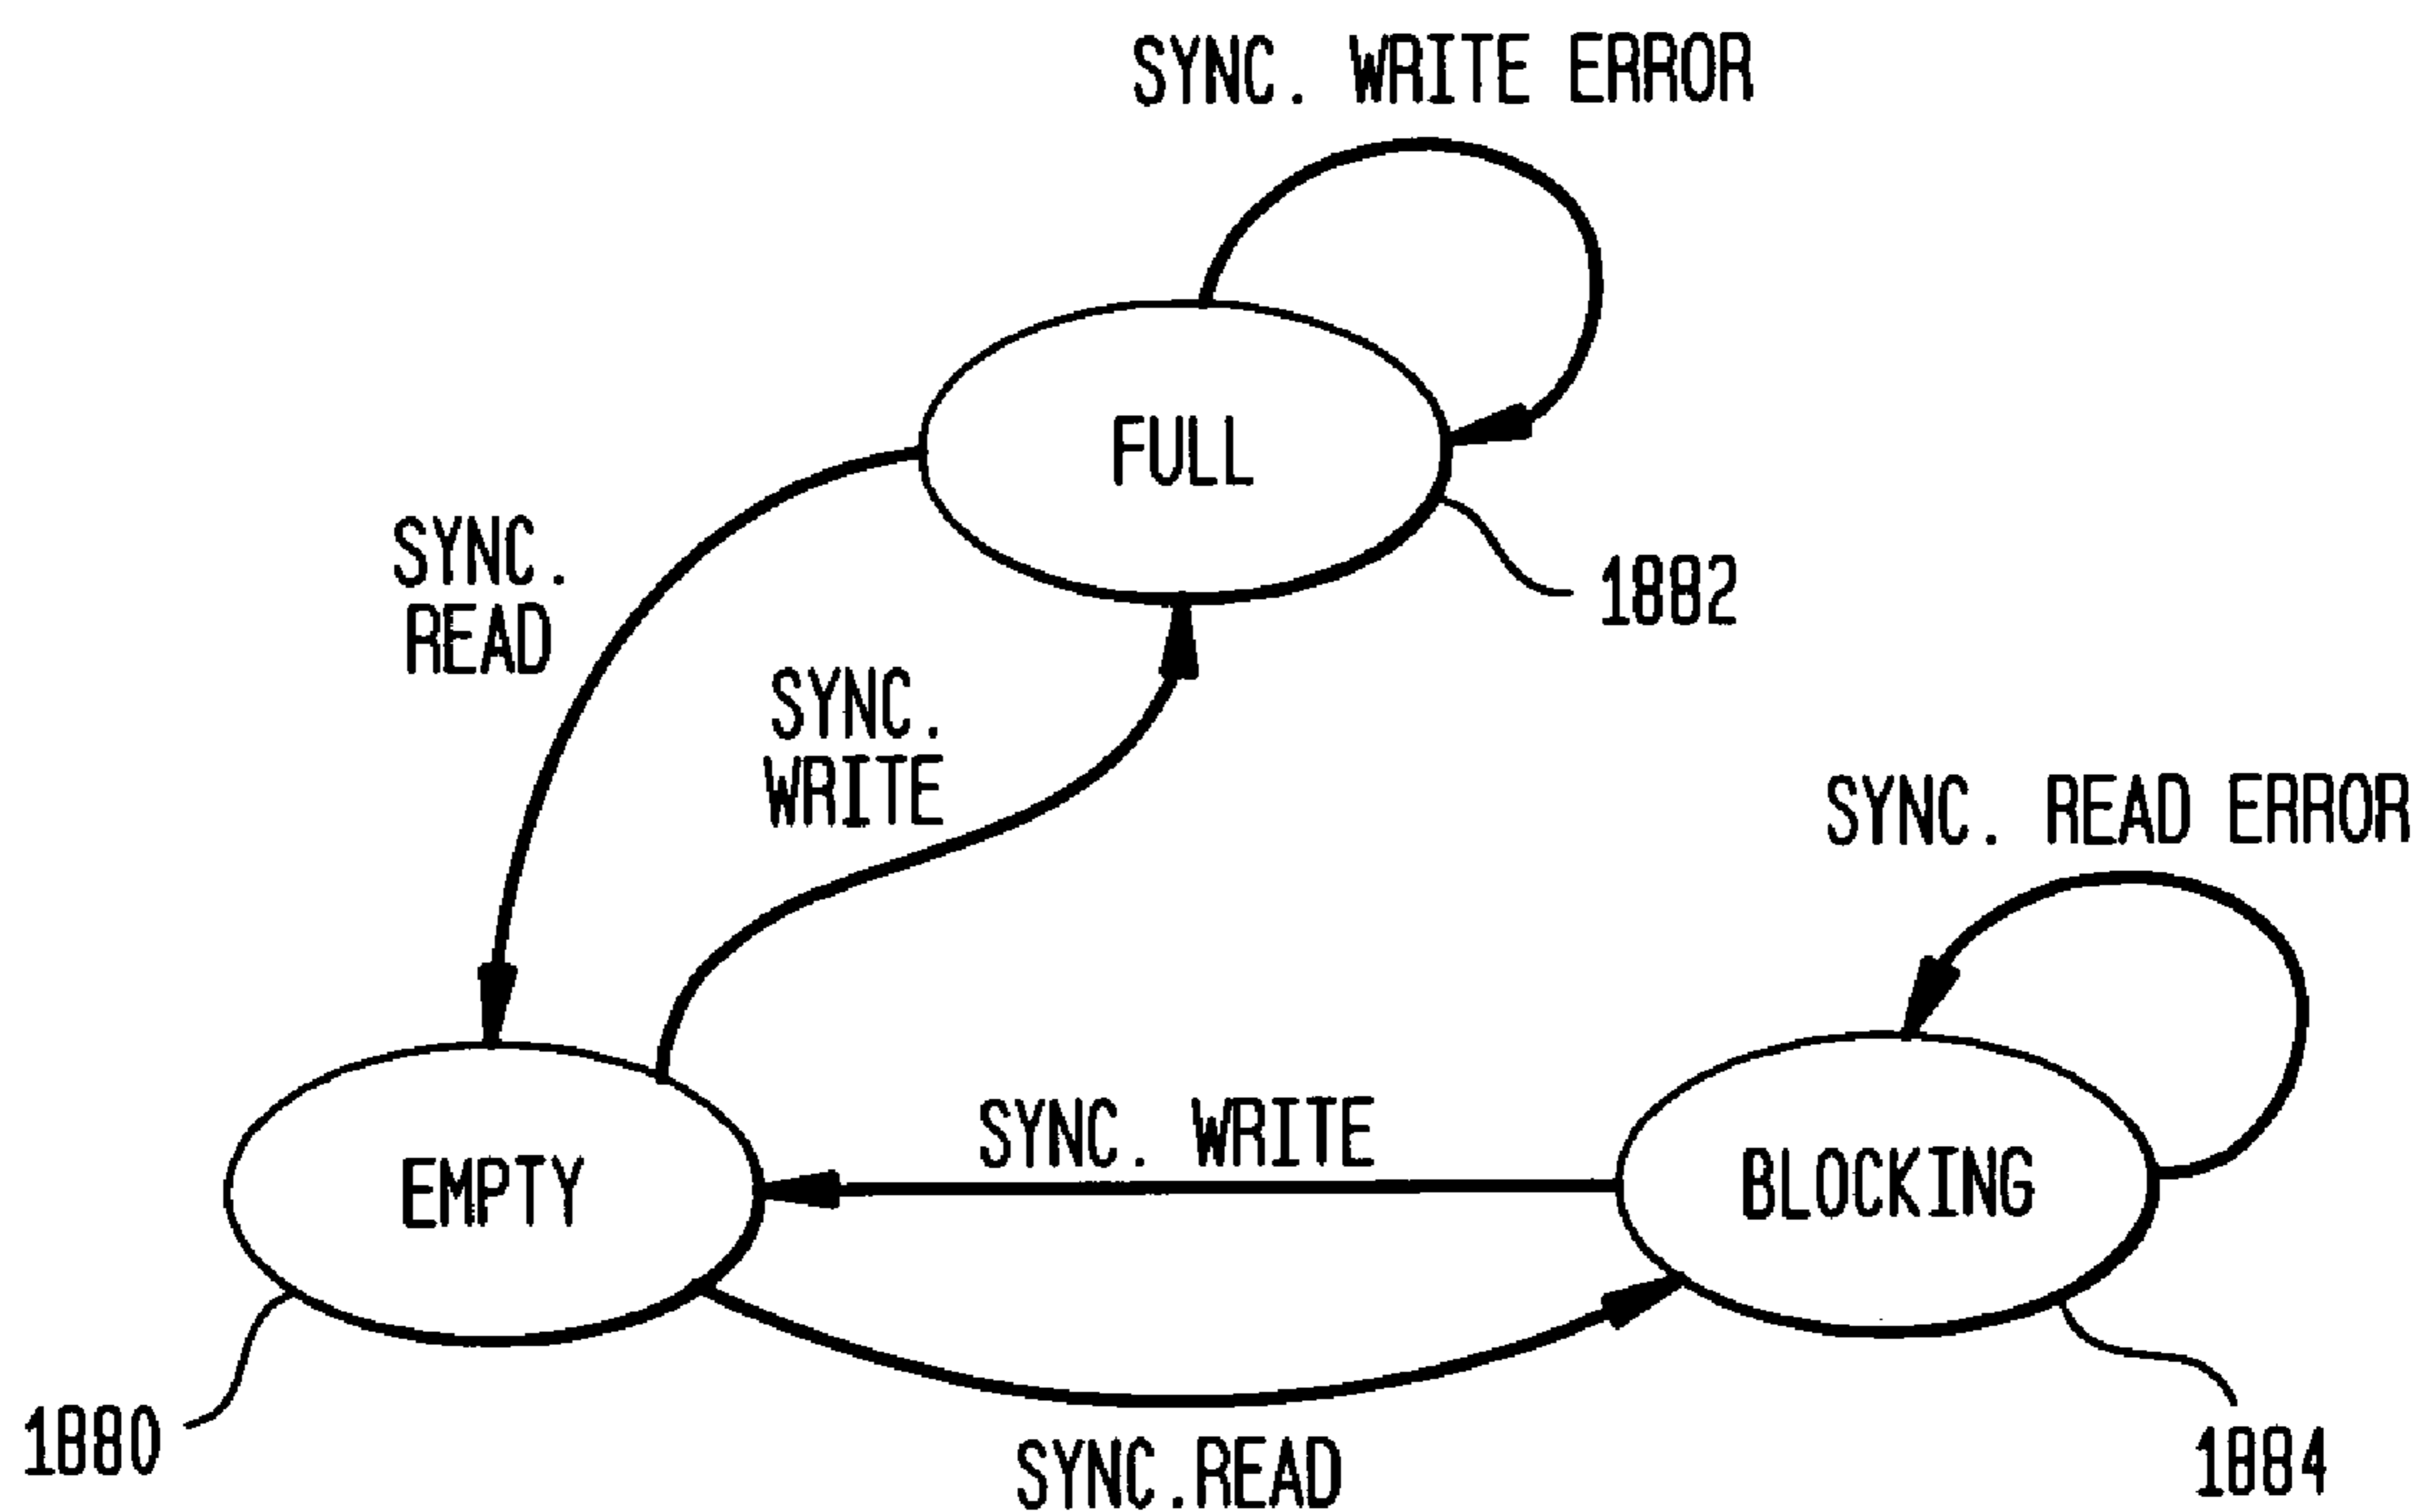 SYNC. WRITE ERROR
FULL
SYNC.
READ
1882
SYNC.
WRITE
SYNC. READ ERROR
SYNC. WRITE
EMPTY
BLOCKING
1880
SYNC.READ
1884